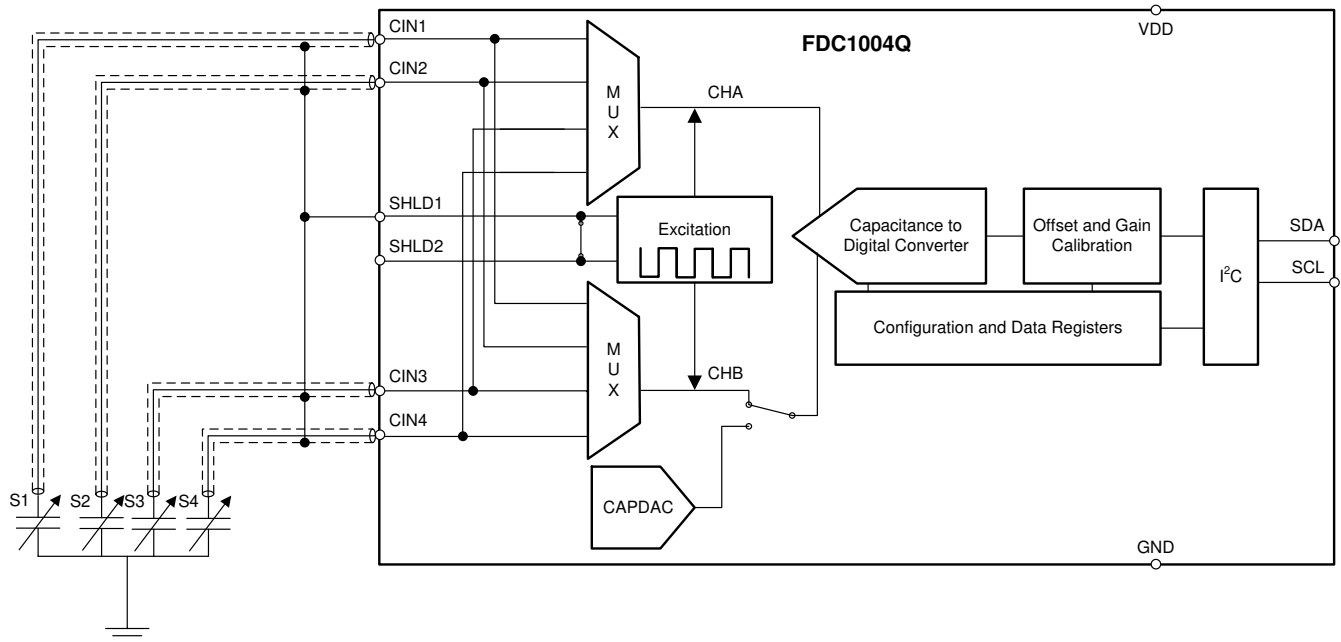 CIN1
CIN2
SHLD1
SHLD2
CIN3
CIN4
S1
S2
S3
S4
FDC1004Q
VDD
M
U
X
CHA
Excitation
M
U
X
CHB
CAPDAC
Capacitance to
Digital Converter
Offset and Gain
Calibration
Configuration and Data Registers
I²C
SDA
SCL
GND